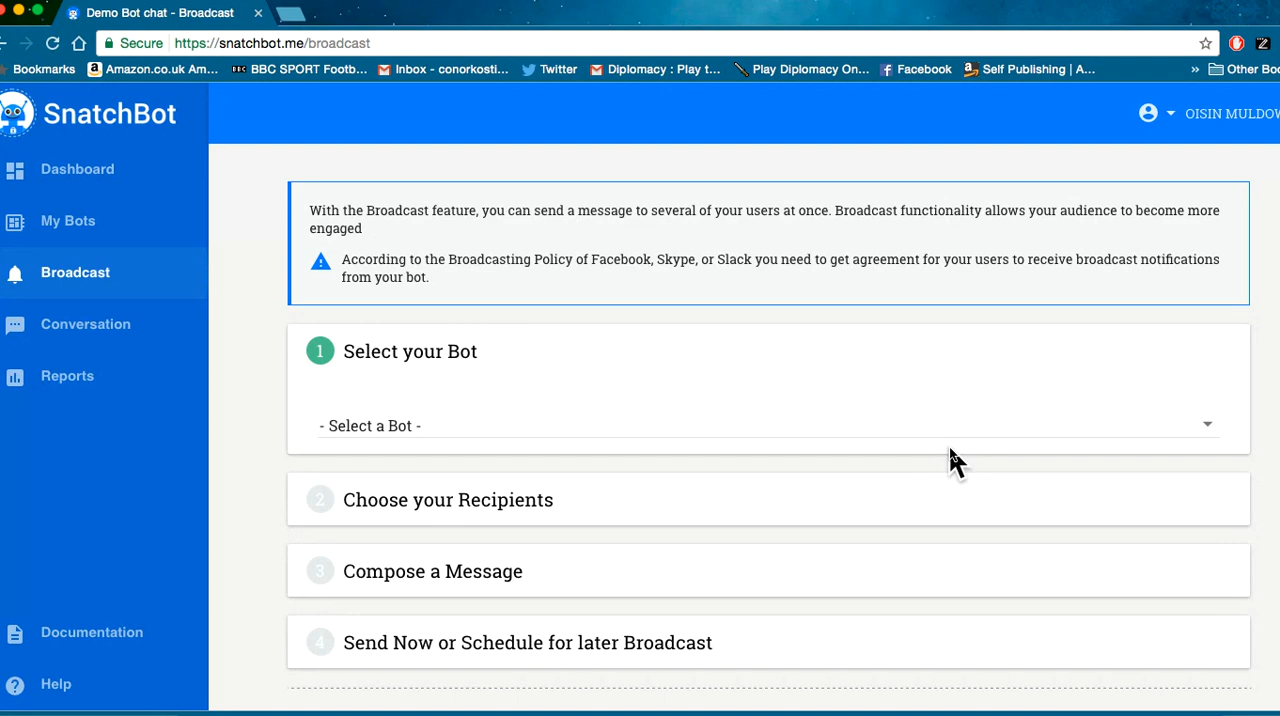 Demo Bot chat - Broadcast
Secure https://snatchbot.me/broadcast
Bookmarks Amazon.co.uk Am... BBC SPORT Footb... Inbox - conorkosti... Twitter Diplomacy : Play t... Play Diplomacy On... Facebook Self Publishing | A... » Other Boo
SnatchBot
OISIN MULDOW
Dashboard
My Bots
Broadcast
Conversation
Reports
Documentation
Help
With the Broadcast feature, you can send a message to several of your users at once. Broadcast functionality allows your audience to become more
engaged
According to the Broadcasting Policy of Facebook, Skype, or Slack you need to get agreement for your users to receive broadcast notifications
from your bot.
1 Select your Bot
- Select a Bot -
2 Choose your Recipients
3 Compose a Message
4 Send Now or Schedule for later Broadcast